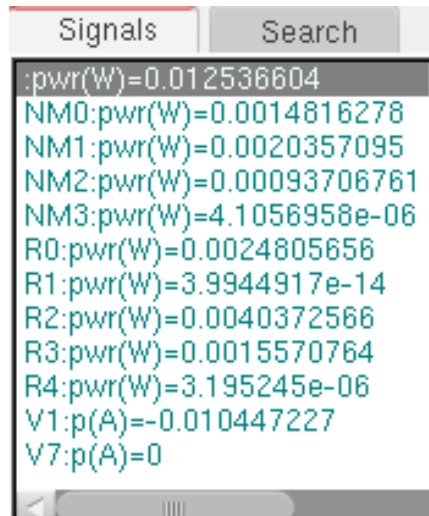 Signals
Search
:pwr(W)=0.012536604
NM0:pwr(W)=0.0014816278
NM1:pwr(W)=0.0020357095
NM2:pwr(W)=0.00093706761
NM3:pwr(W)=4.1056958e-06
R0:pwr(W)=0.0024805656
R1:pwr(W)=3.9944917e-14
R2:pwr(W)=0.0040372566
R3:pwr(W)=0.0015570764
R4:pwr(W)=3.195245e-06
V1:p(A)=-0.010447227
V7:p(A)=0